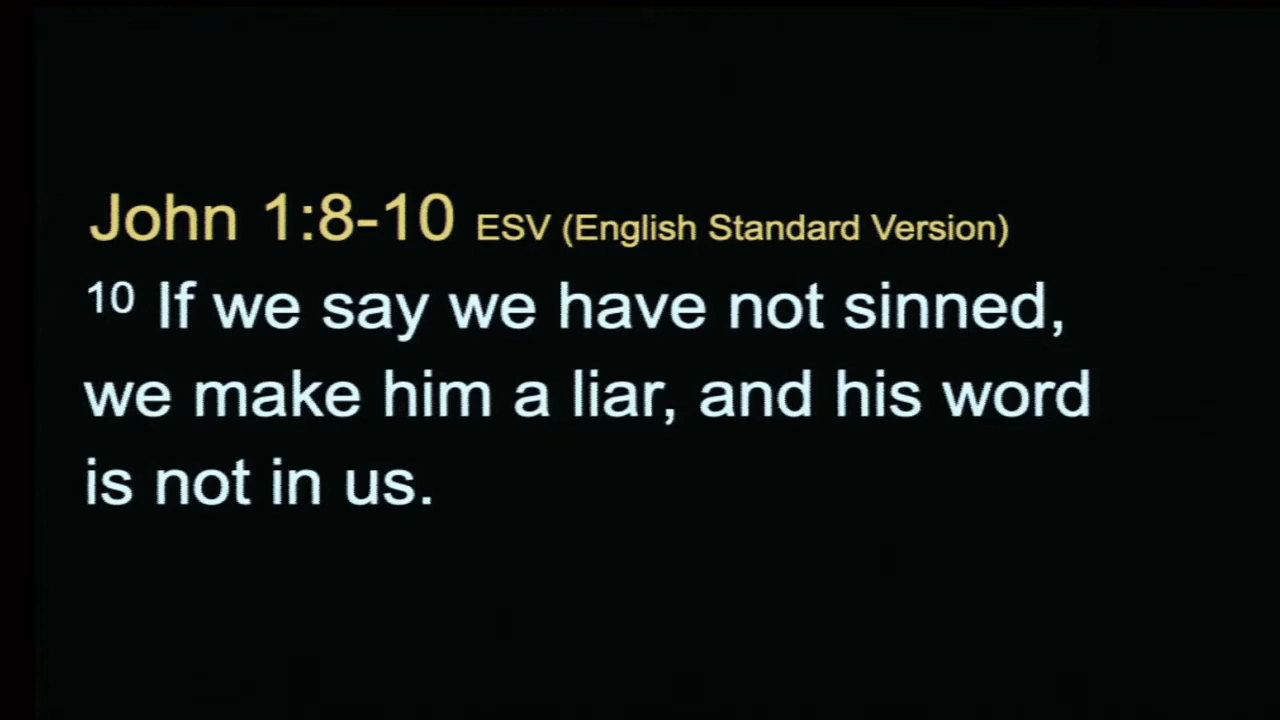 John 1:8-10 ESV (English Standard Version)
10 If we say we have not sinned,
we make him a liar, and his word
is not in us.